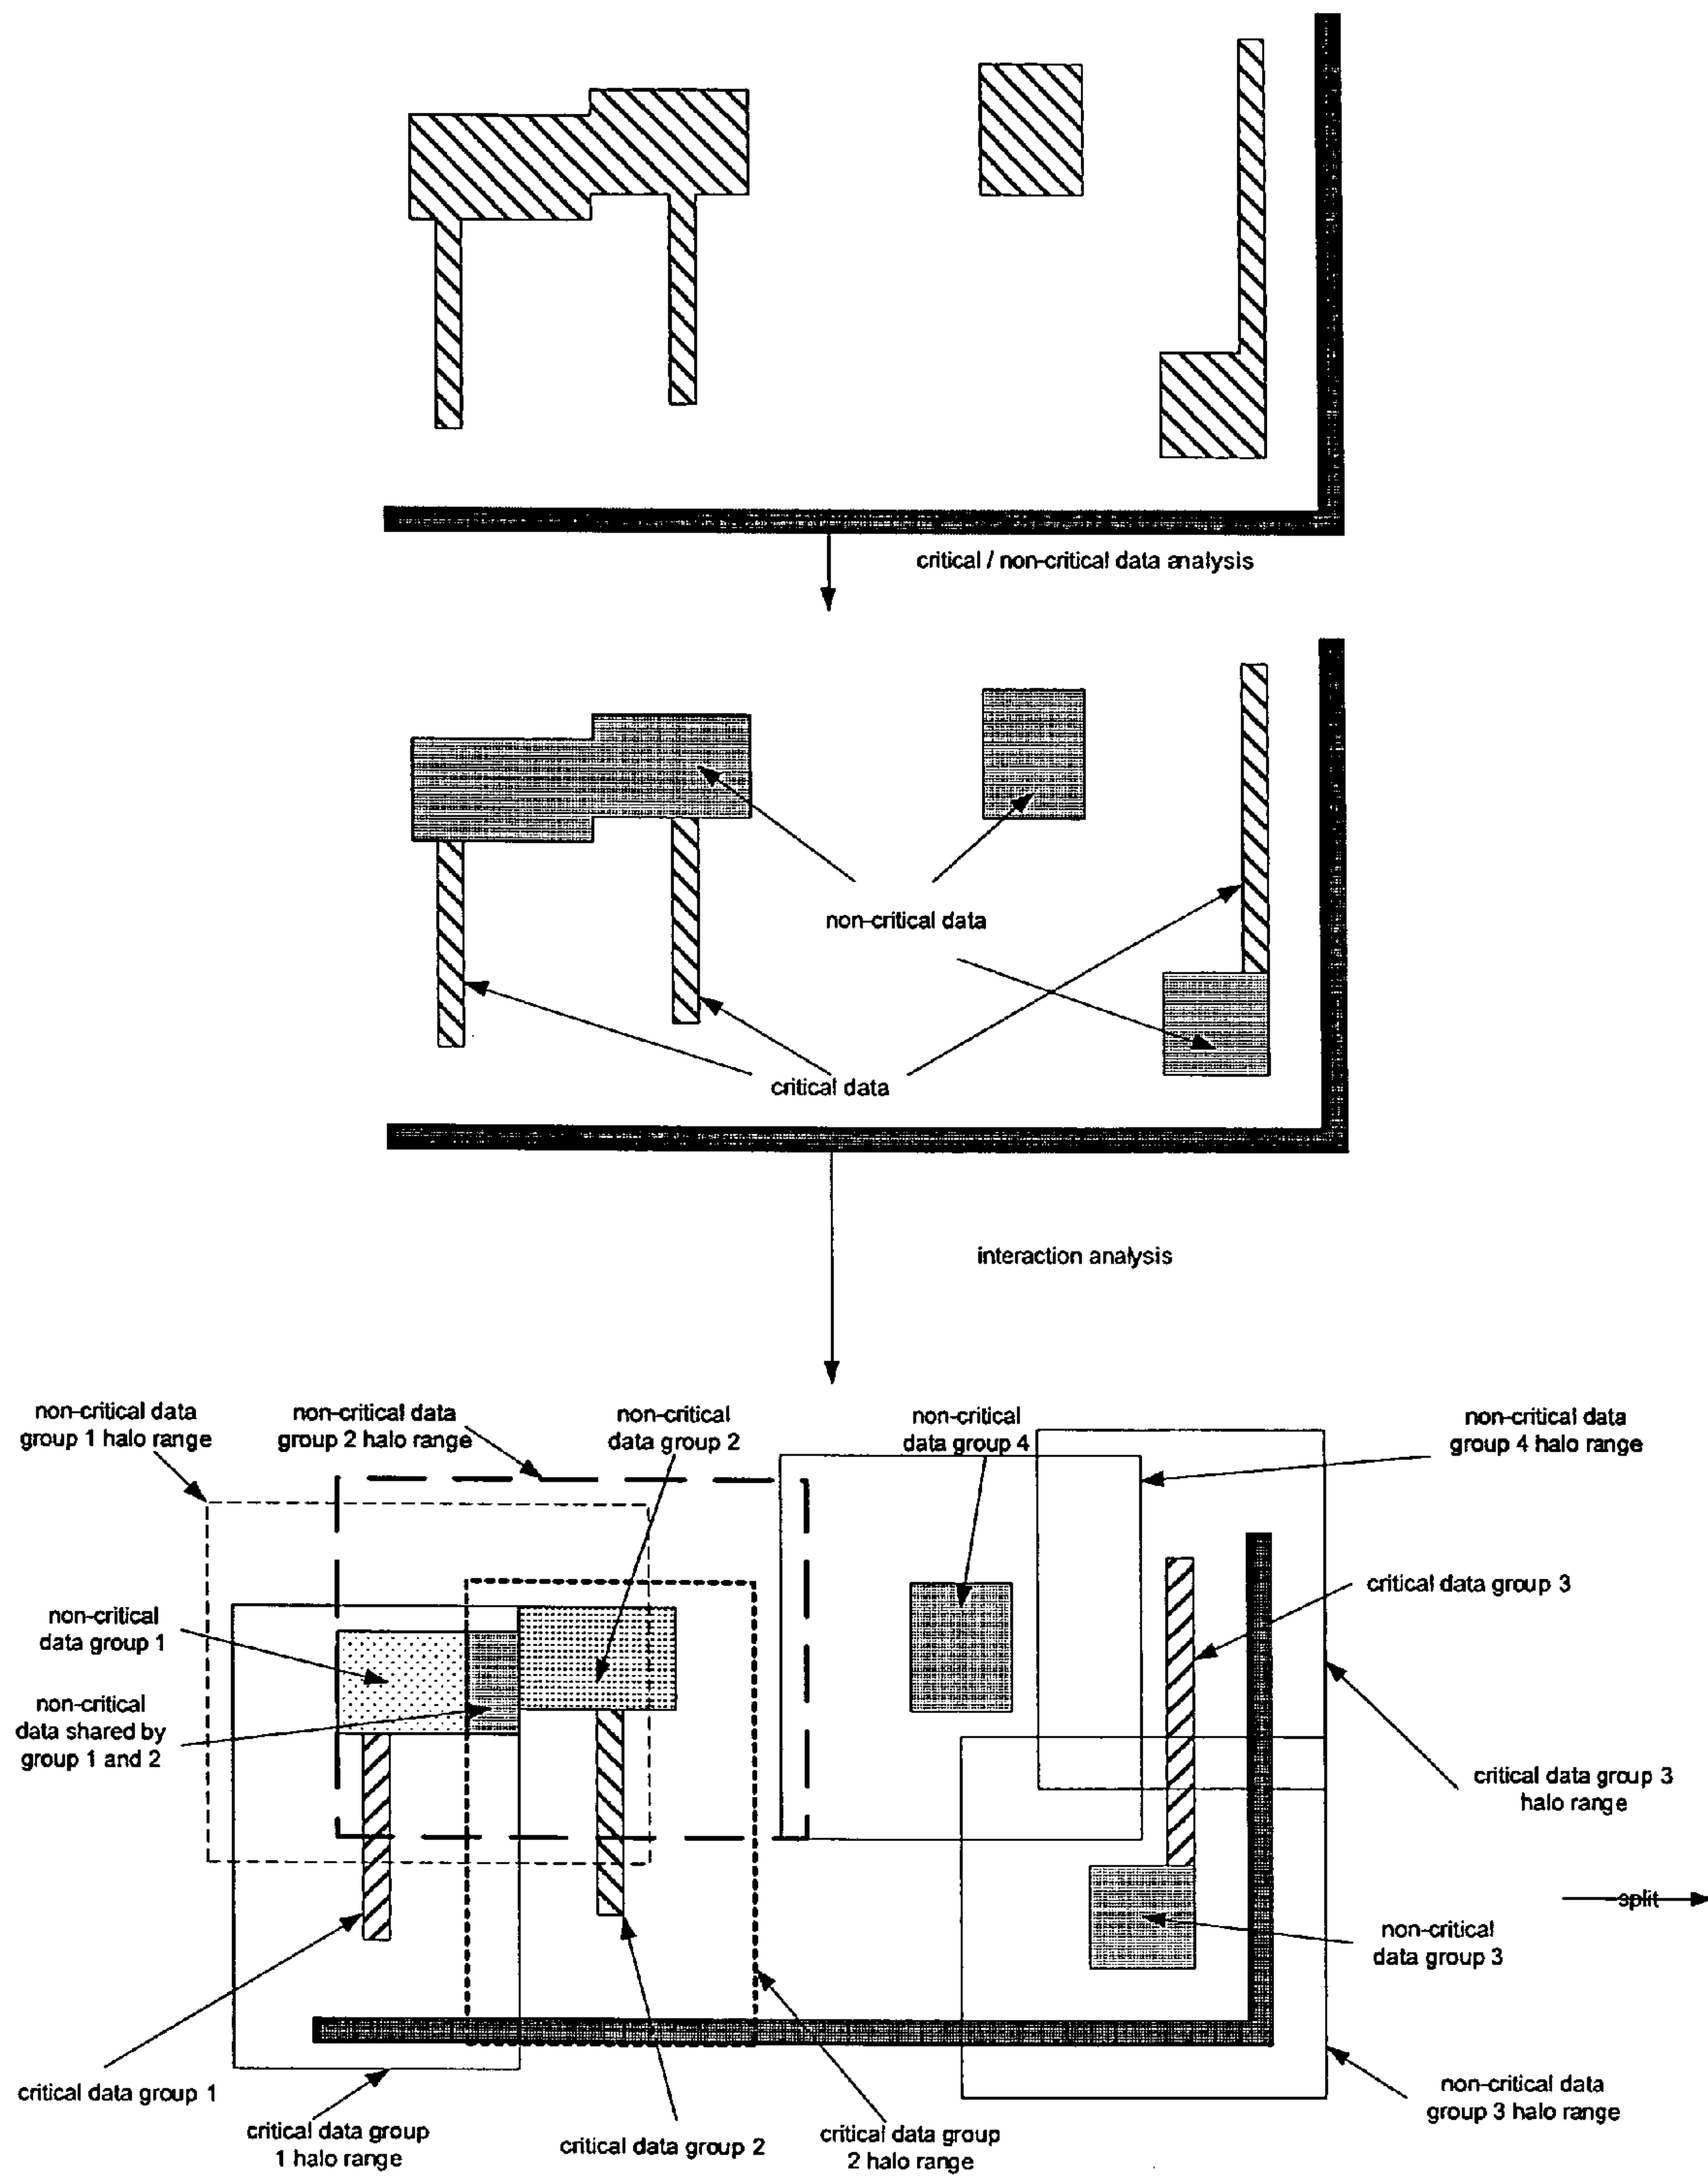 critical / non-critical data analysis
non-critical data
critical data
interaction analysis
non-critical data
group 1 halo range
non-critical data
group 2 halo range
non-critical
data group 2
non-critical
data group 4
non-critical data
group 4 halo range
critical data group 3
non-critical
data group 1
non-critical
data shared by
group 1 and 2
critical data group 3
halo range
split
non-critical
data group 3
critical data group 1
critical data group
1 halo range
critical data group 2
critical data group
2 halo range
non-critical data
group 3 halo range